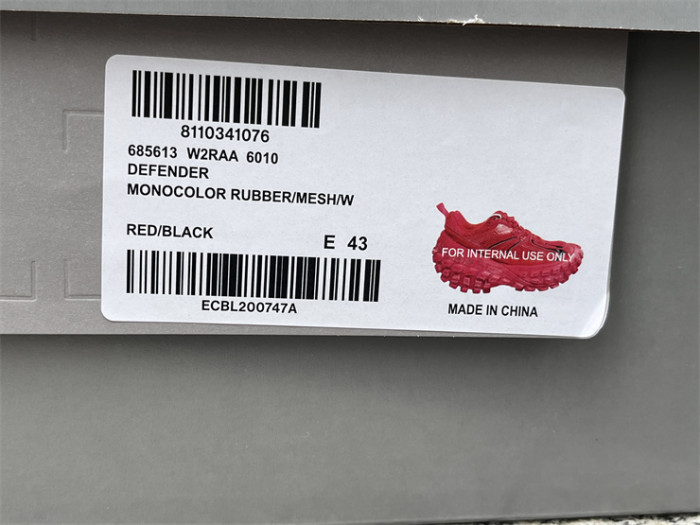 8110341076
685613 W2RAA 6010
DEFENDER
MONOCOLOR RUBBER/MESH/W
RED/BLACK
E 43
FOR INTERNAL USE ONLY
ECBL200747A
MADE IN CHINA